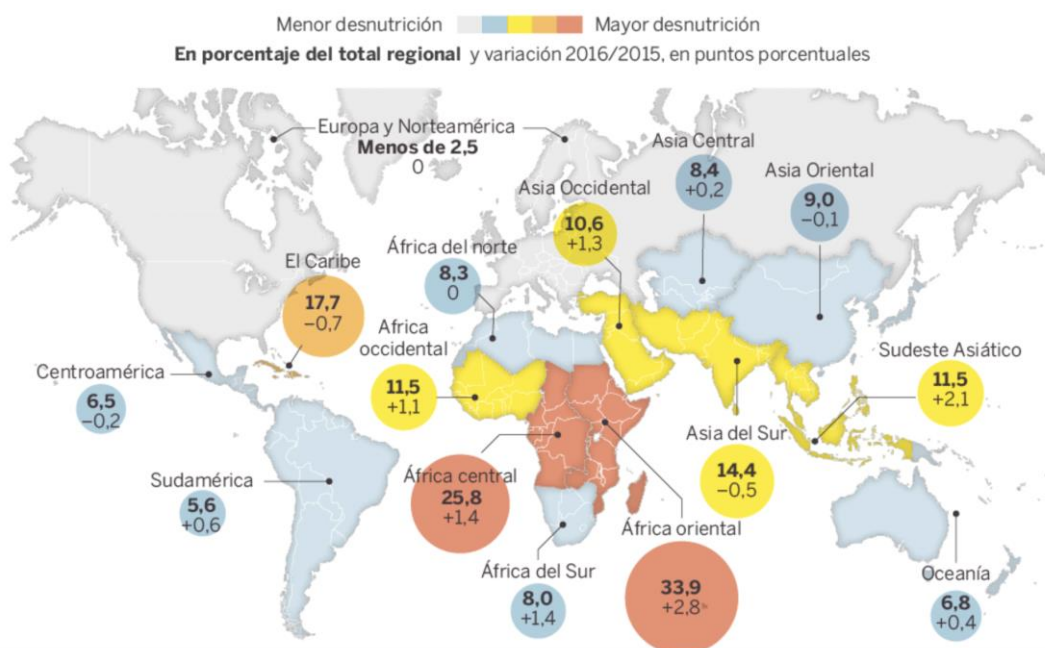 Menor desnutrición Mayor desnutrición
En porcentaje del total regional y variación 2016/2015, en puntos porcentuales
Europa y Norteamérica
Menos de 2,5
0
Asia Central
8,4
+0,2
Asia Oriental
9,0
−0,1
Asia Occidental
10,6
+1,3
África del norte
8,3
0
El Caribe
17,7
−0,7
Africa
occidental
11,5
+1,1
Sudeste Asiático
11,5
+2,1
Centroamérica
6,5
−0,2
Asia del Sur
14,4
−0,5
Sudamérica
5,6
+0,6
África central
25,8
+1,4
África oriental
33,9
+2,8
África del Sur
8,0
+1,4
Oceanía
6,8
+0,4